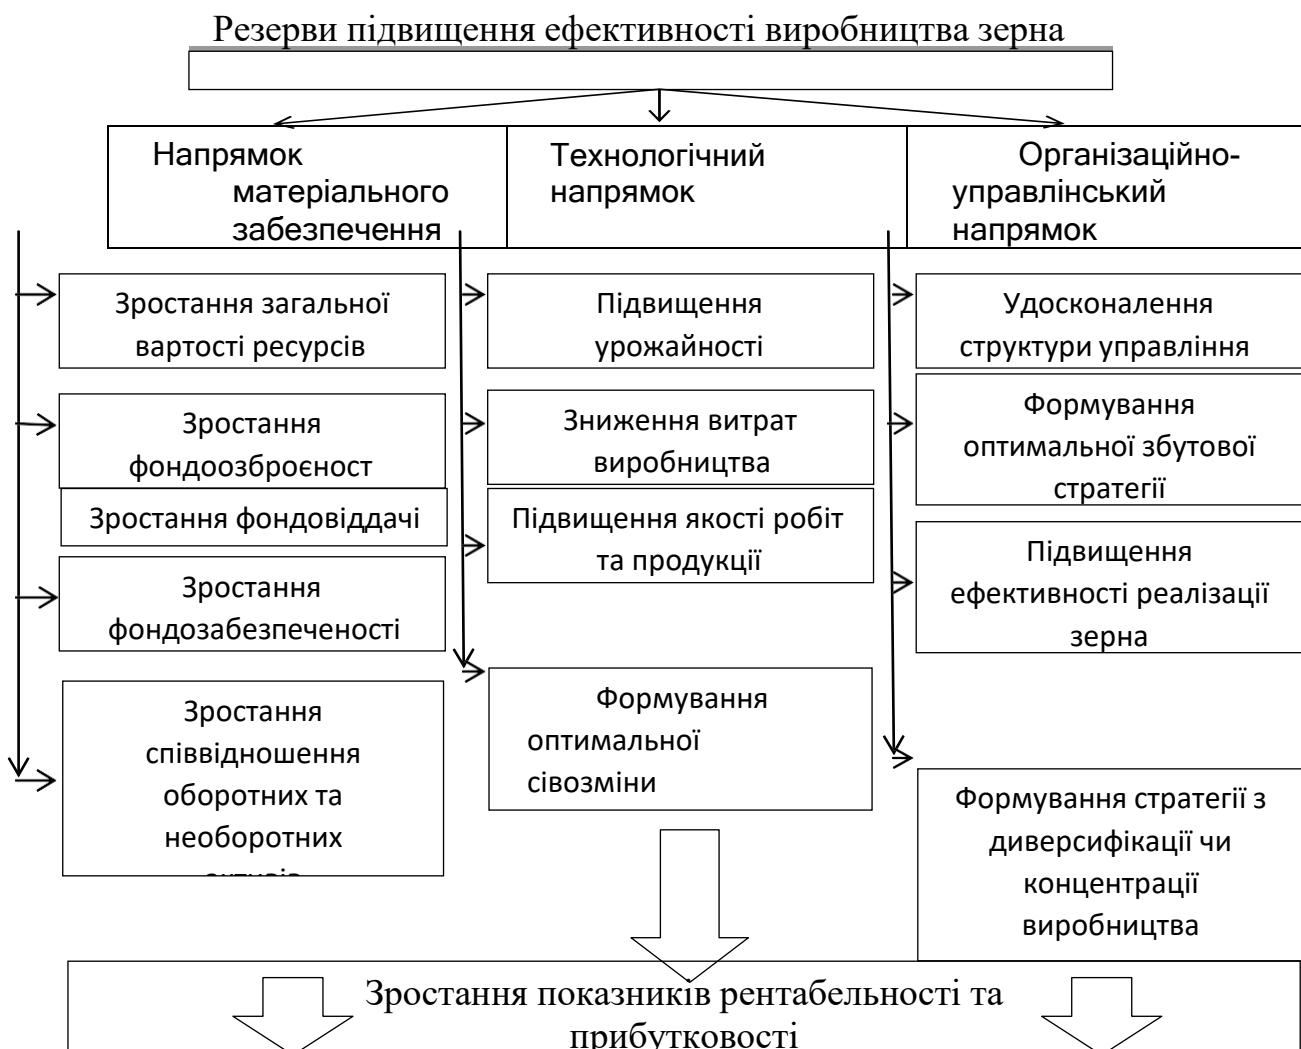 Резерви підвищення ефективності виробництва зерна
Напрямок
матеріального
забезпечення
Технологічний
напрямок
Організаційно-
управлінський
напрямок
Зростання загальної
вартості ресурсів
Зростання
фондоозброєност
Зростання фондовіддачі
Зростання
фондозабезпеченості
Зростання
співвідношення
оборотних та
необоротних
Підвищення
урожайності
Зниження витрат
виробництва
Підвищення якості робіт
та продукції
Формування
оптимальної
сівозміни
Удосконалення
структури управління
Формування
оптимальної збутової
стратегії
Підвищення
ефективності реалізації
зерна
Формування стратегії з
диверсифікації чи
концентрації
виробництва
Зростання показників рентабельності та
прибутковості